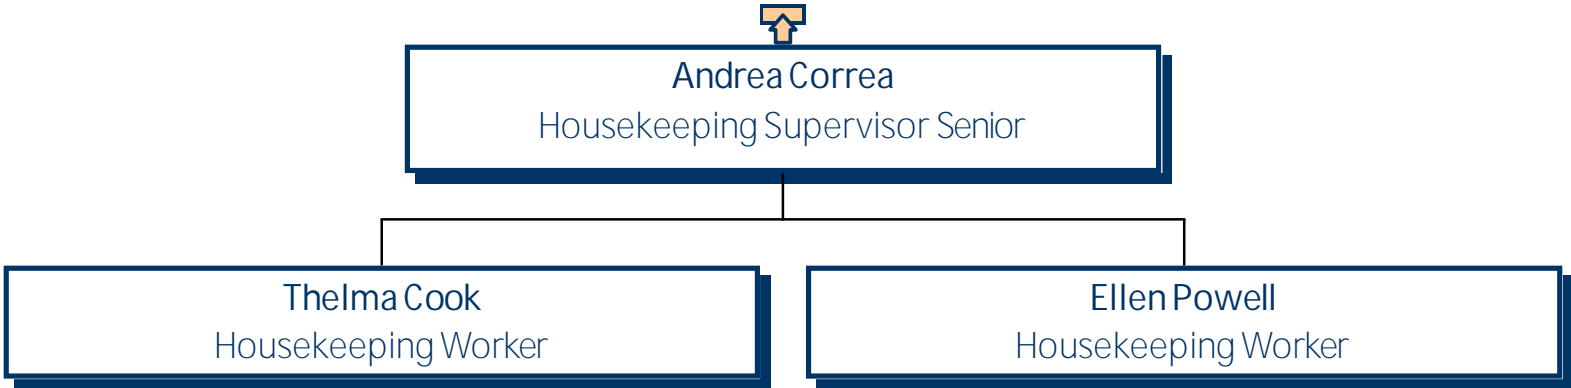 Andrea Correa
Housekeeping Supervisor Senior
Thelma Cook
Housekeeping Worker
Ellen Powell
Housekeeping Worker